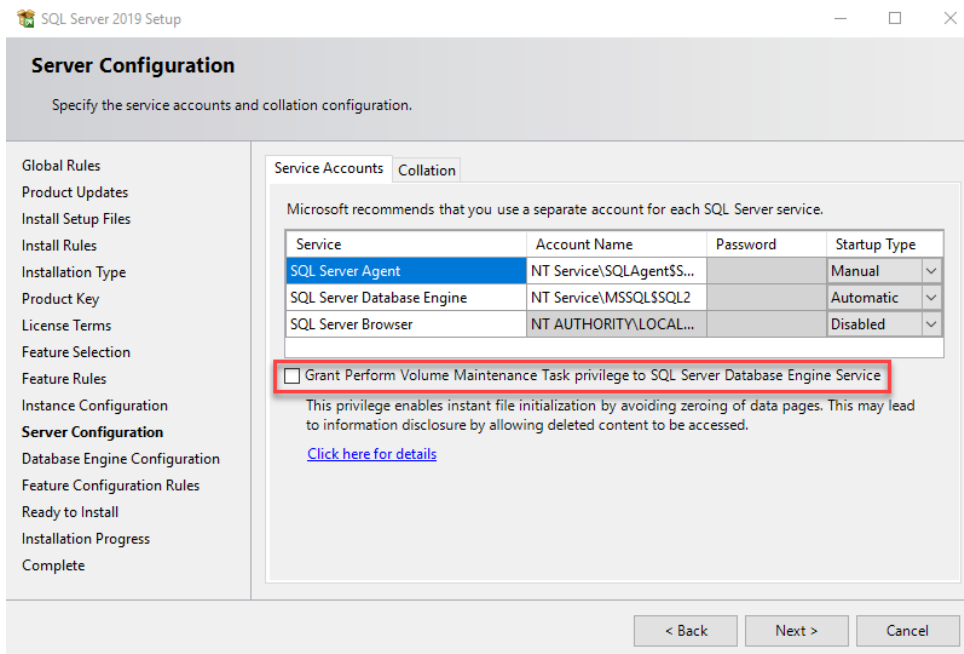 SQL Server 2019 Setup
Server Configuration
Specify the service accounts and collation configuration.
Global Rules
Product Updates
Install Setup Files
Install Rules
Installation Type
Product Key
License Terms
Feature Selection
Feature Rules
Instance Configuration
Server Configuration
Database Engine Configuration
Feature Configuration Rules
Ready to Install
Installation Progress
Complete
Service Accounts Collation
Microsoft recommends that you use a separate account for each SQL Server service.
Service Account Name Password Startup Type
SQL Server Agent NT Service\SQLAgent$S... Manual
SQL Server Database Engine NT Service\MSSQL$SQL2 Automatic
SQL Server Browser NT AUTHORITY\LOCAL... Disabled
Grant Perform Volume Maintenance Task privilege to SQL Server Database Engine Service
This privilege enables instant file initialization by avoiding zeroing of data pages. This may lead
to information disclosure by allowing deleted content to be accessed.
Click here for details
< Back Next > Cancel